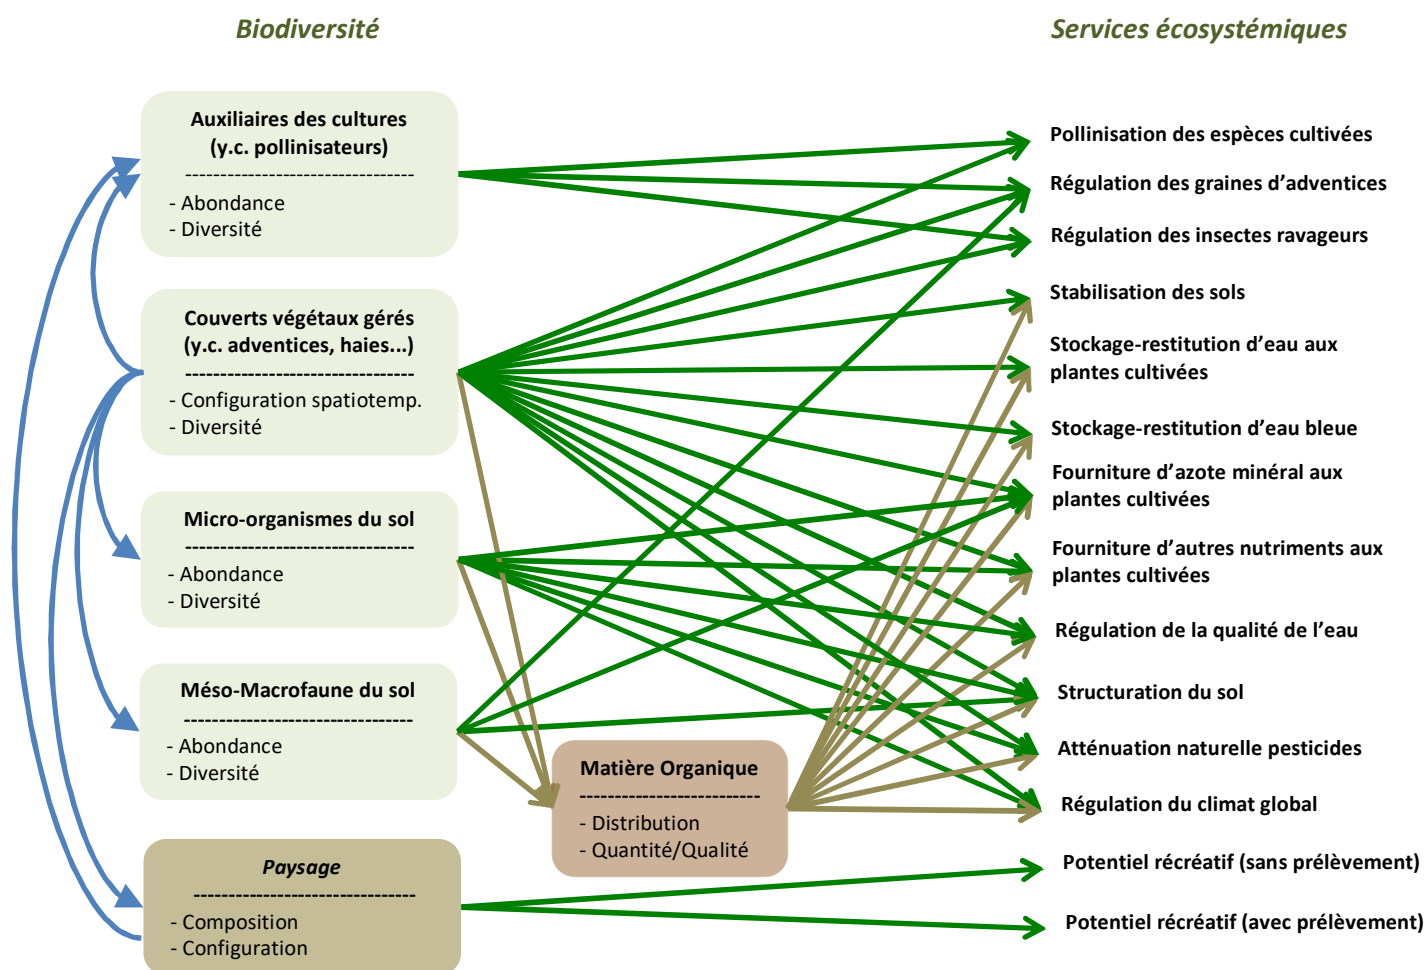 Biodiversité
Services écosystémiques
Auxiliaires des cultures
(y.c. pollinisateurs)
---------------------------------
- Abondance
- Diversité
Couverts végétaux gérés
(y.c. adventices, haies...)
---------------------------------
- Configuration spatiotemp.
- Diversité
Micro-organismes du sol
---------------------------------
- Abondance
- Diversité
Méso-Macrofaune du sol
---------------------------------
- Abondance
- Diversité
Paysage
--------------------------------
- Composition
- Configuration
Matière Organique
--------------------------
- Distribution
- Quantité/Qualité
Pollinisation des espèces cultivées
Régulation des graines d’adventices
Régulation des insectes ravageurs
Stabilisation des sols
Stockage-restitution d’eau aux
plantes cultivées
Stockage-restitution d’eau bleue
Fourniture d’azote minéral aux
plantes cultivées
Fourniture d’autres nutriments aux
plantes cultivées
Régulation de la qualité de l’eau
Structuration du sol
Atténuation naturelle pesticides
Régulation du climat global
Potentiel récréatif (sans prélèvement)
Potentiel récréatif (avec prélèvement)